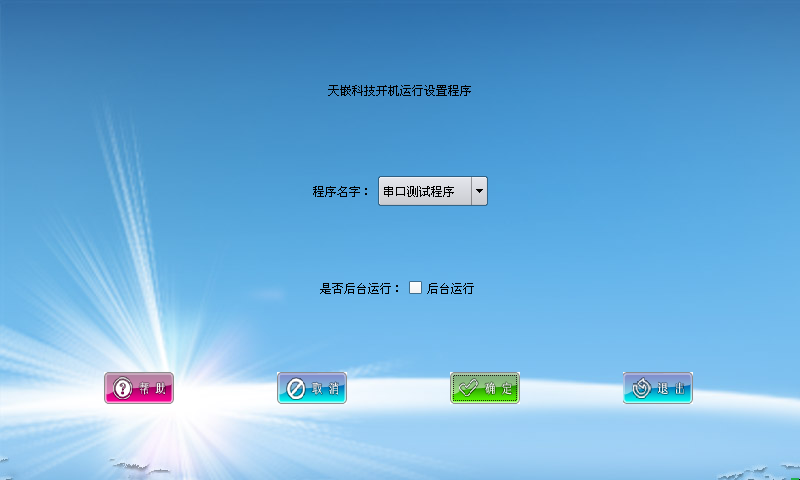 天嵌科技开机运行设置程序
程序名字： 串口测试程序
是否后台运行： 后台运行
帮 助 取 消 确 定 退 出